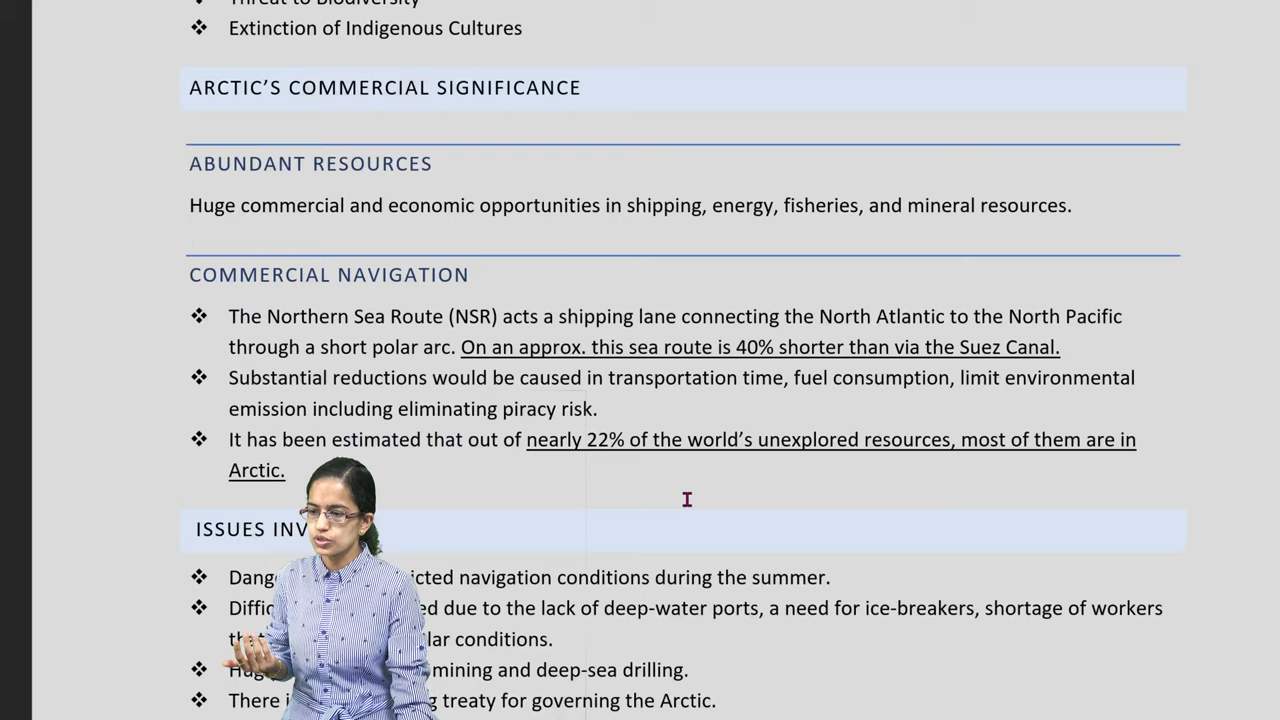 Threat to Biodiversity
❖ Extinction of Indigenous Cultures
ARCTIC’S COMMERCIAL SIGNIFICANCE
ABUNDANT RESOURCES
Huge commercial and economic opportunities in shipping, energy, fisheries, and mineral resources.
COMMERCIAL NAVIGATION
❖ The Northern Sea Route (NSR) acts a shipping lane connecting the North Atlantic to the North Pacific
through a short polar arc. On an approx. this sea route is 40% shorter than via the Suez Canal.
❖ Substantial reductions would be caused in transportation time, fuel consumption, limit environmental
emission including eliminating piracy risk.
❖ It has been estimated that out of nearly 22% of the world’s unexplored resources, most of them are in
Arctic.
ISSUES
❖ navigation conditions during the summer.
❖ due to the lack of deep-water ports, a need for ice-breakers, shortage of workers
conditions.
❖ mining and deep-sea drilling.
❖ There treaty for governing the Arctic.